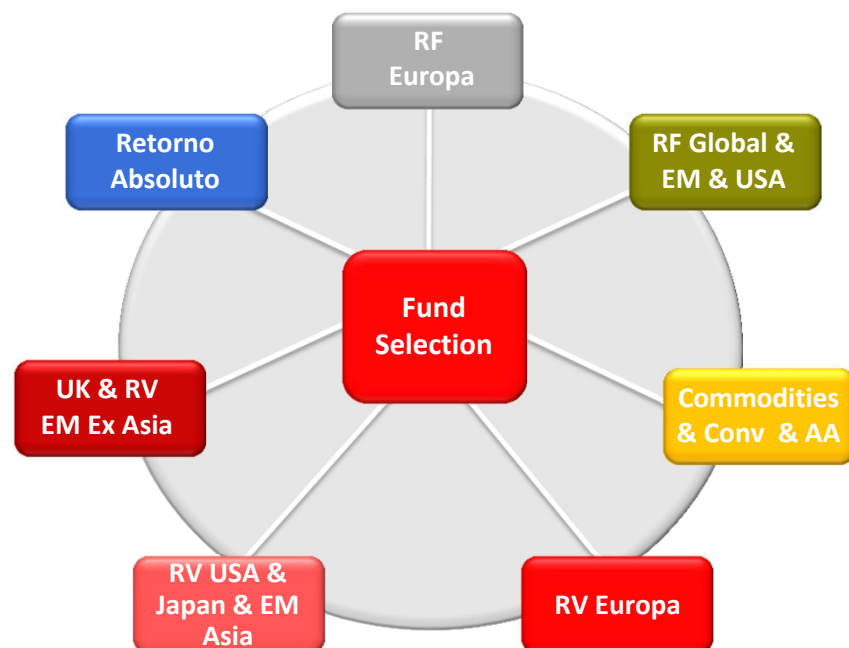 RF
Europa
Retorno
Absoluto
RF Global &
EM & USA
Fund
Selection
UK & RV
EM Ex Asia
Commodities
& Conv & AA
RV USA &
Japan & EM
Asia
RV Europa